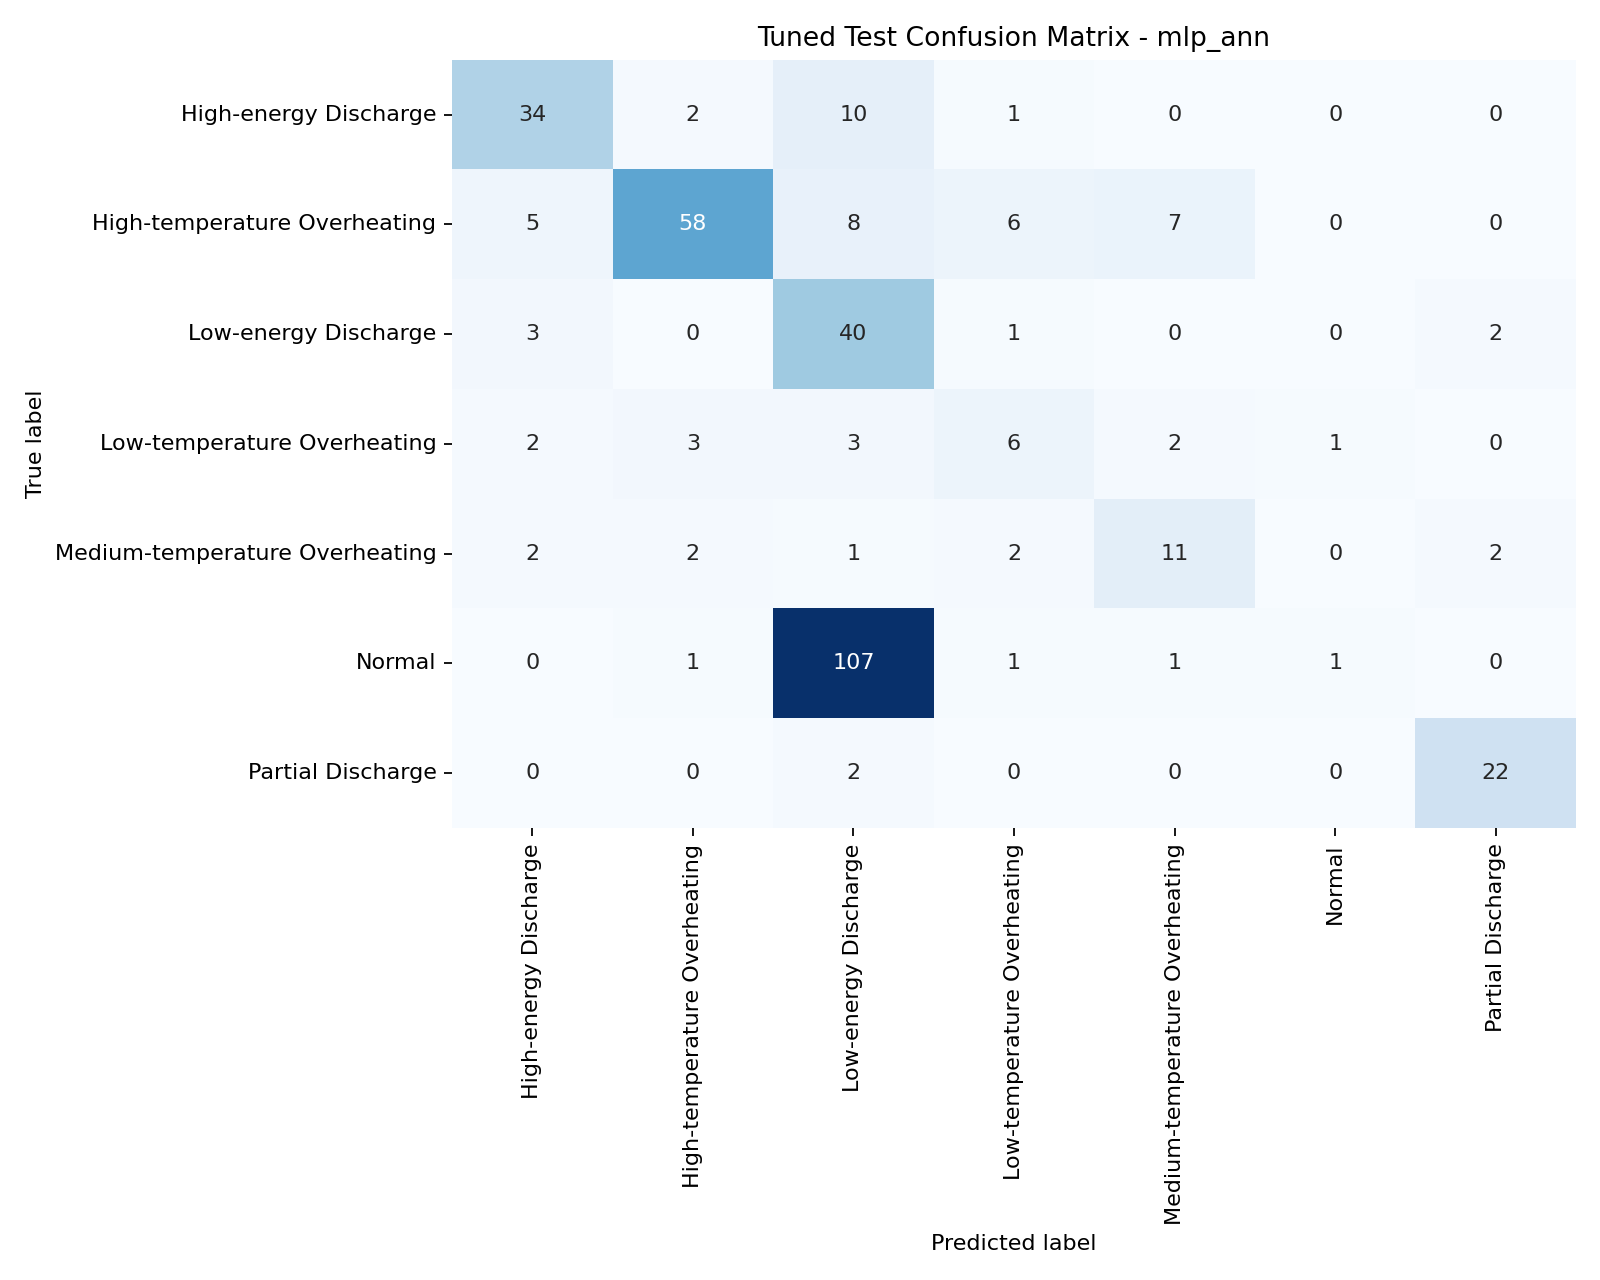 Tuned Test Confusion Matrix - mlp_ann
True label
High-energy Discharge 34 2 10 1 0 0 0
High-temperature Overheating 5 58 8 6 7 0 0
Low-energy Discharge 3 0 40 1 0 0 2
Low-temperature Overheating 2 3 3 6 2 1 0
Medium-temperature Overheating 2 2 1 2 11 0 2
Normal 0 1 107 1 1 1 0
Partial Discharge 0 0 2 0 0 0 22
High-energy Discharge
High-temperature Overheating
Low-energy Discharge
Low-temperature Overheating
Medium-temperature Overheating
Normal
Partial Discharge
Predicted label